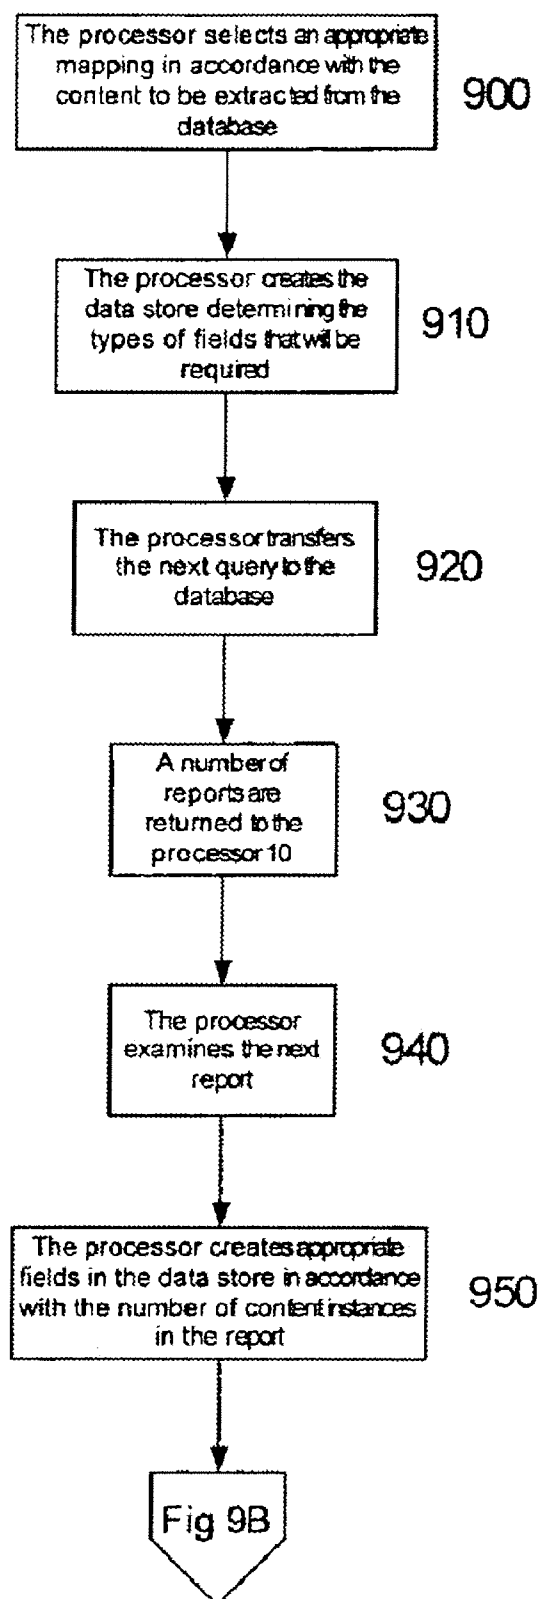 The processor selects an appropriate
mapping in accordance with the
content to be extracted from the
database
900
The processor creates the
data store determining the
types of fields that will be
required
910
The processor transfers
the next query to the
database
920
A number of
reports are
returned to the
processor 10
930
The processor
examines the next
report
940
The processor creates appropriate
fields in the data store in accordance
with the number of content instances
in the report
950
Fig 9B